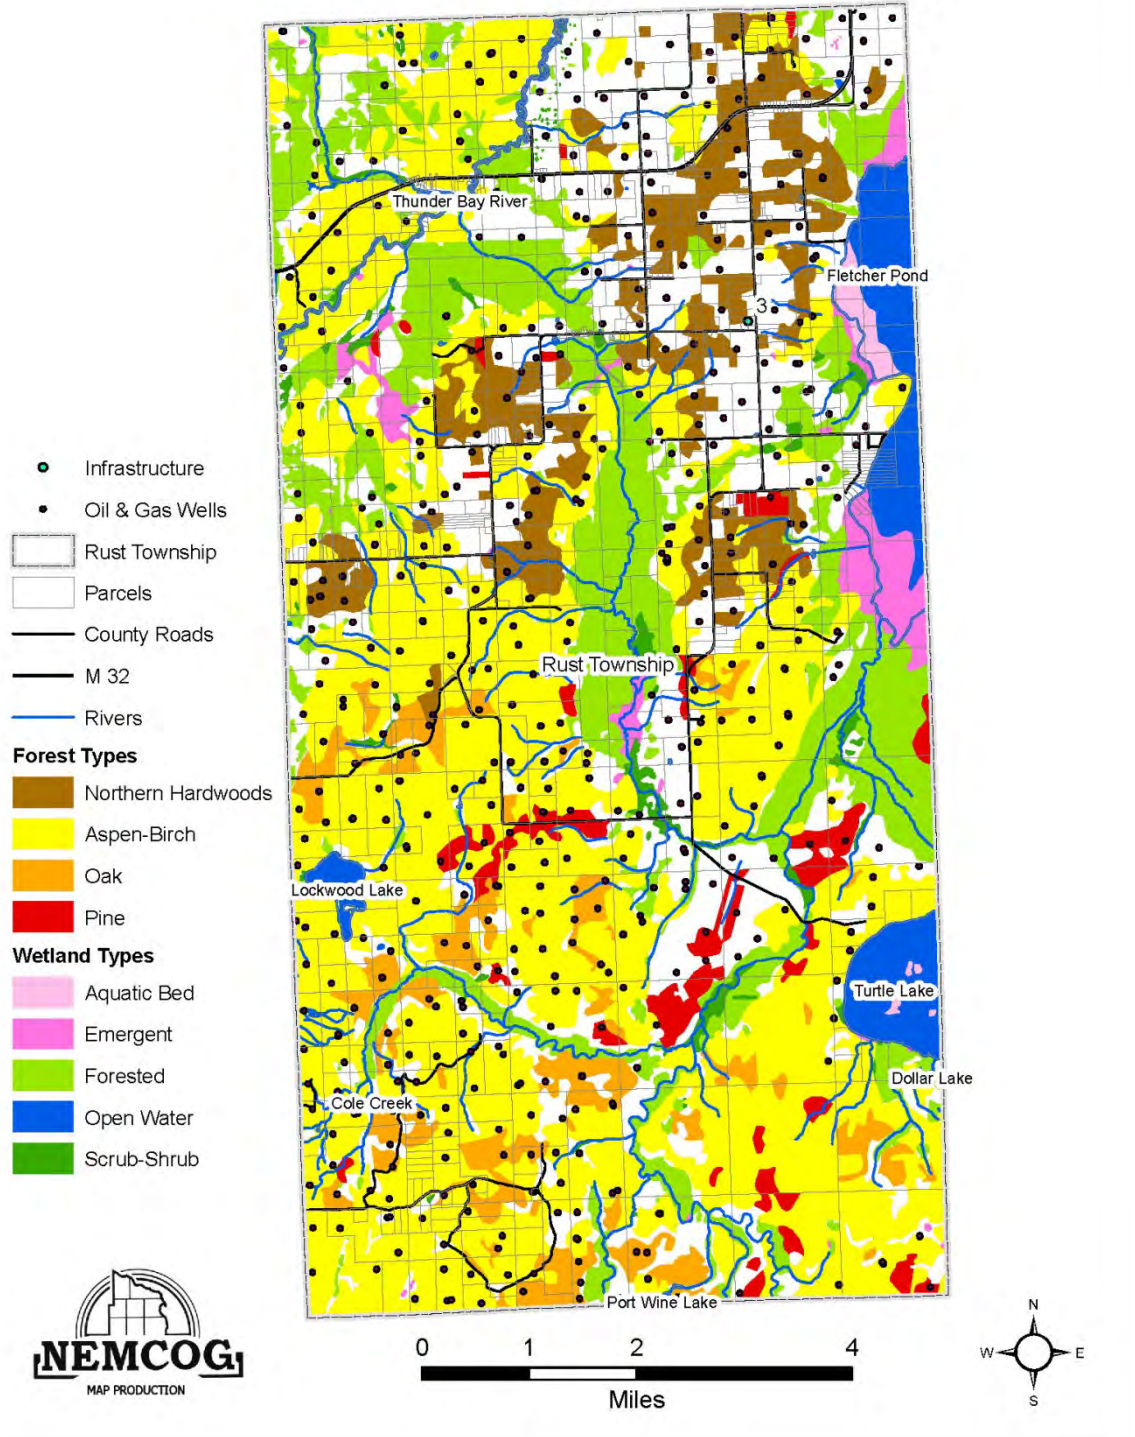 Thunder Bay River
Fletcher Pond
3
Infrastructure
Oil & Gas Wells
Rust Township
Parcels
County Roads
M 32
Rivers
Forest Types
Northern Hardwoods
Aspen-Birch
Oak
Pine
Wetland Types
Aquatic Bed
Emergent
Forested
Open Water
Scrub-Shrub
Rust Township
Lockwood Lake
Turtle Lake
Dollar Lake
Cole Creek
Port Wine Lake
NEMCOG
MAP PRODUCTION
0 1 2 4
Miles
N
W E
S